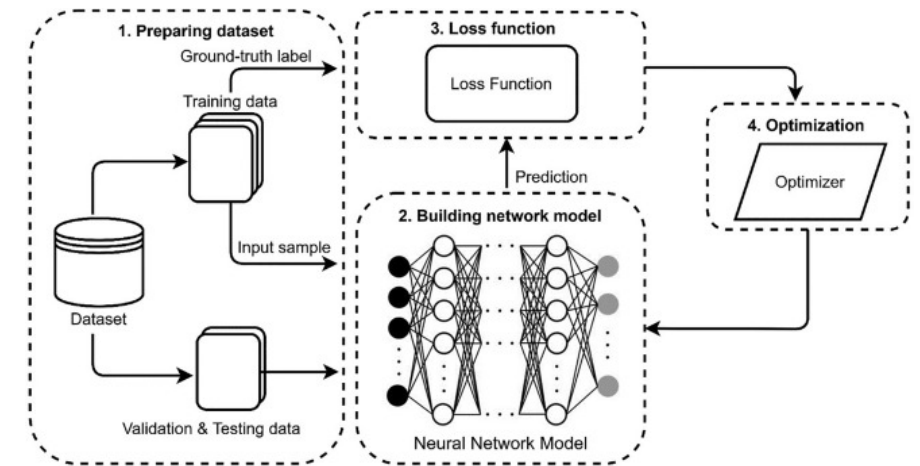 1. Preparing dataset
Ground-truth label
Training data
Input sample
Dataset
Validation & Testing data
2. Building network model
Neural Network Model
Prediction
3. Loss function
Loss Function
4. Optimization
Optimizer